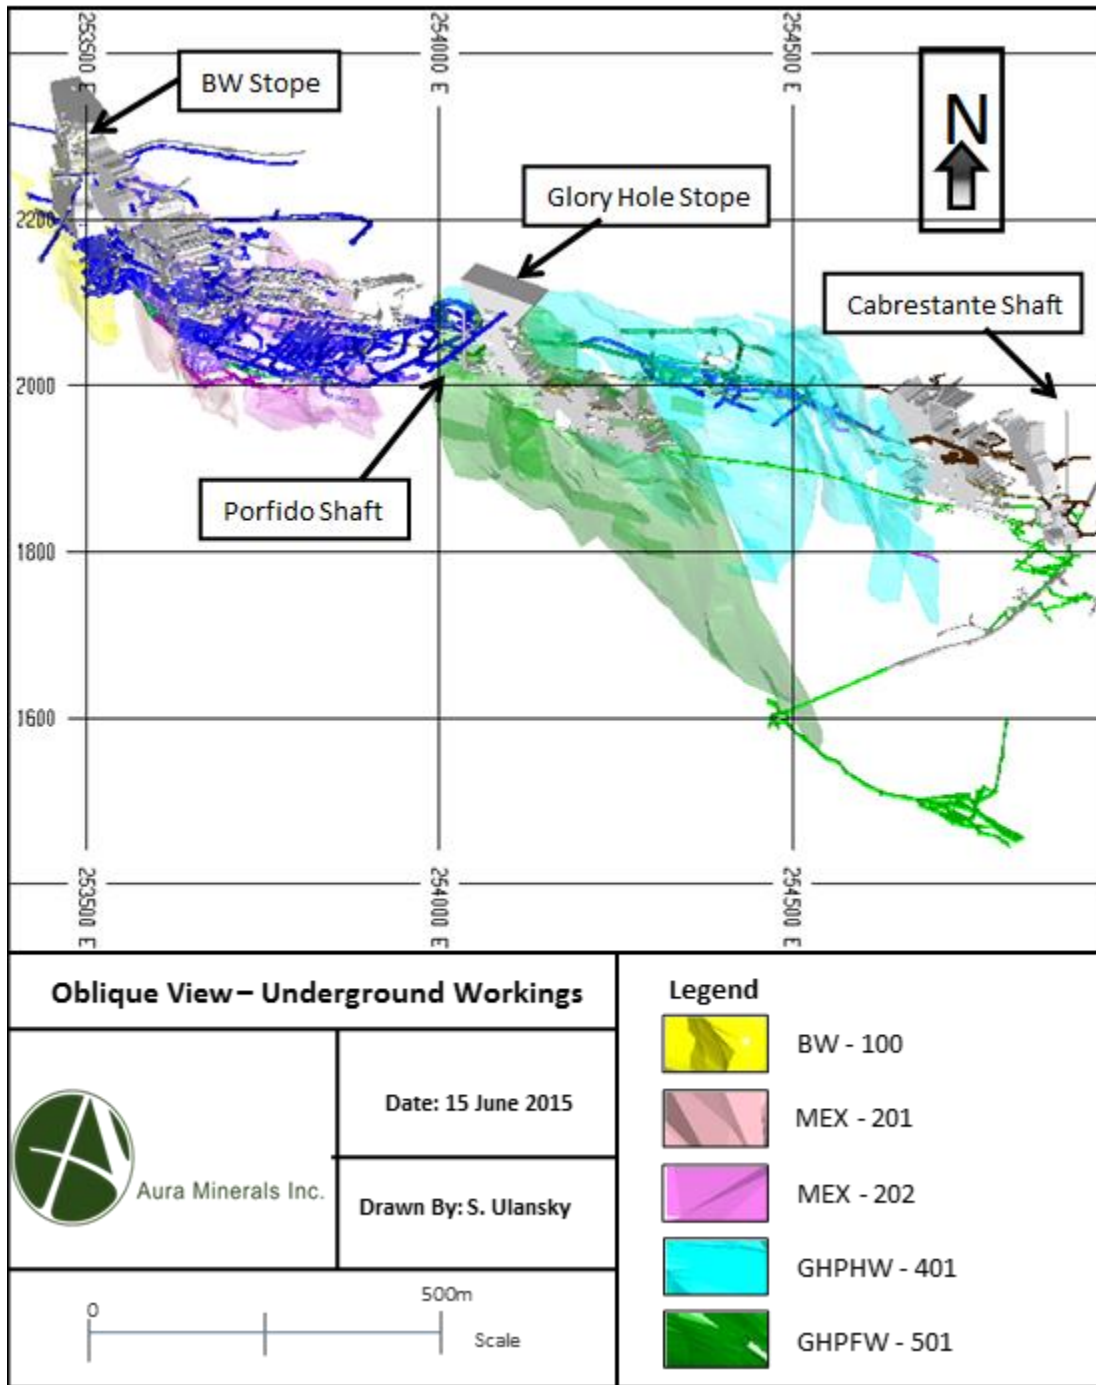 253500 E
254000 E
254500 E
BW Stope
N
Glory Hole Stope
2200
Cabrestante Shaft
2000
Porfido Shaft
1800
1600
253500 E
254000 E
254500 E
Oblique View – Underground Workings
Date: 15 June 2015
Aura Minerals Inc.
Drawn By: S. Ulansky
0
500m
Scale
Legend
BW - 100
MEX - 201
MEX - 202
GHPHW - 401
GHPFW - 501